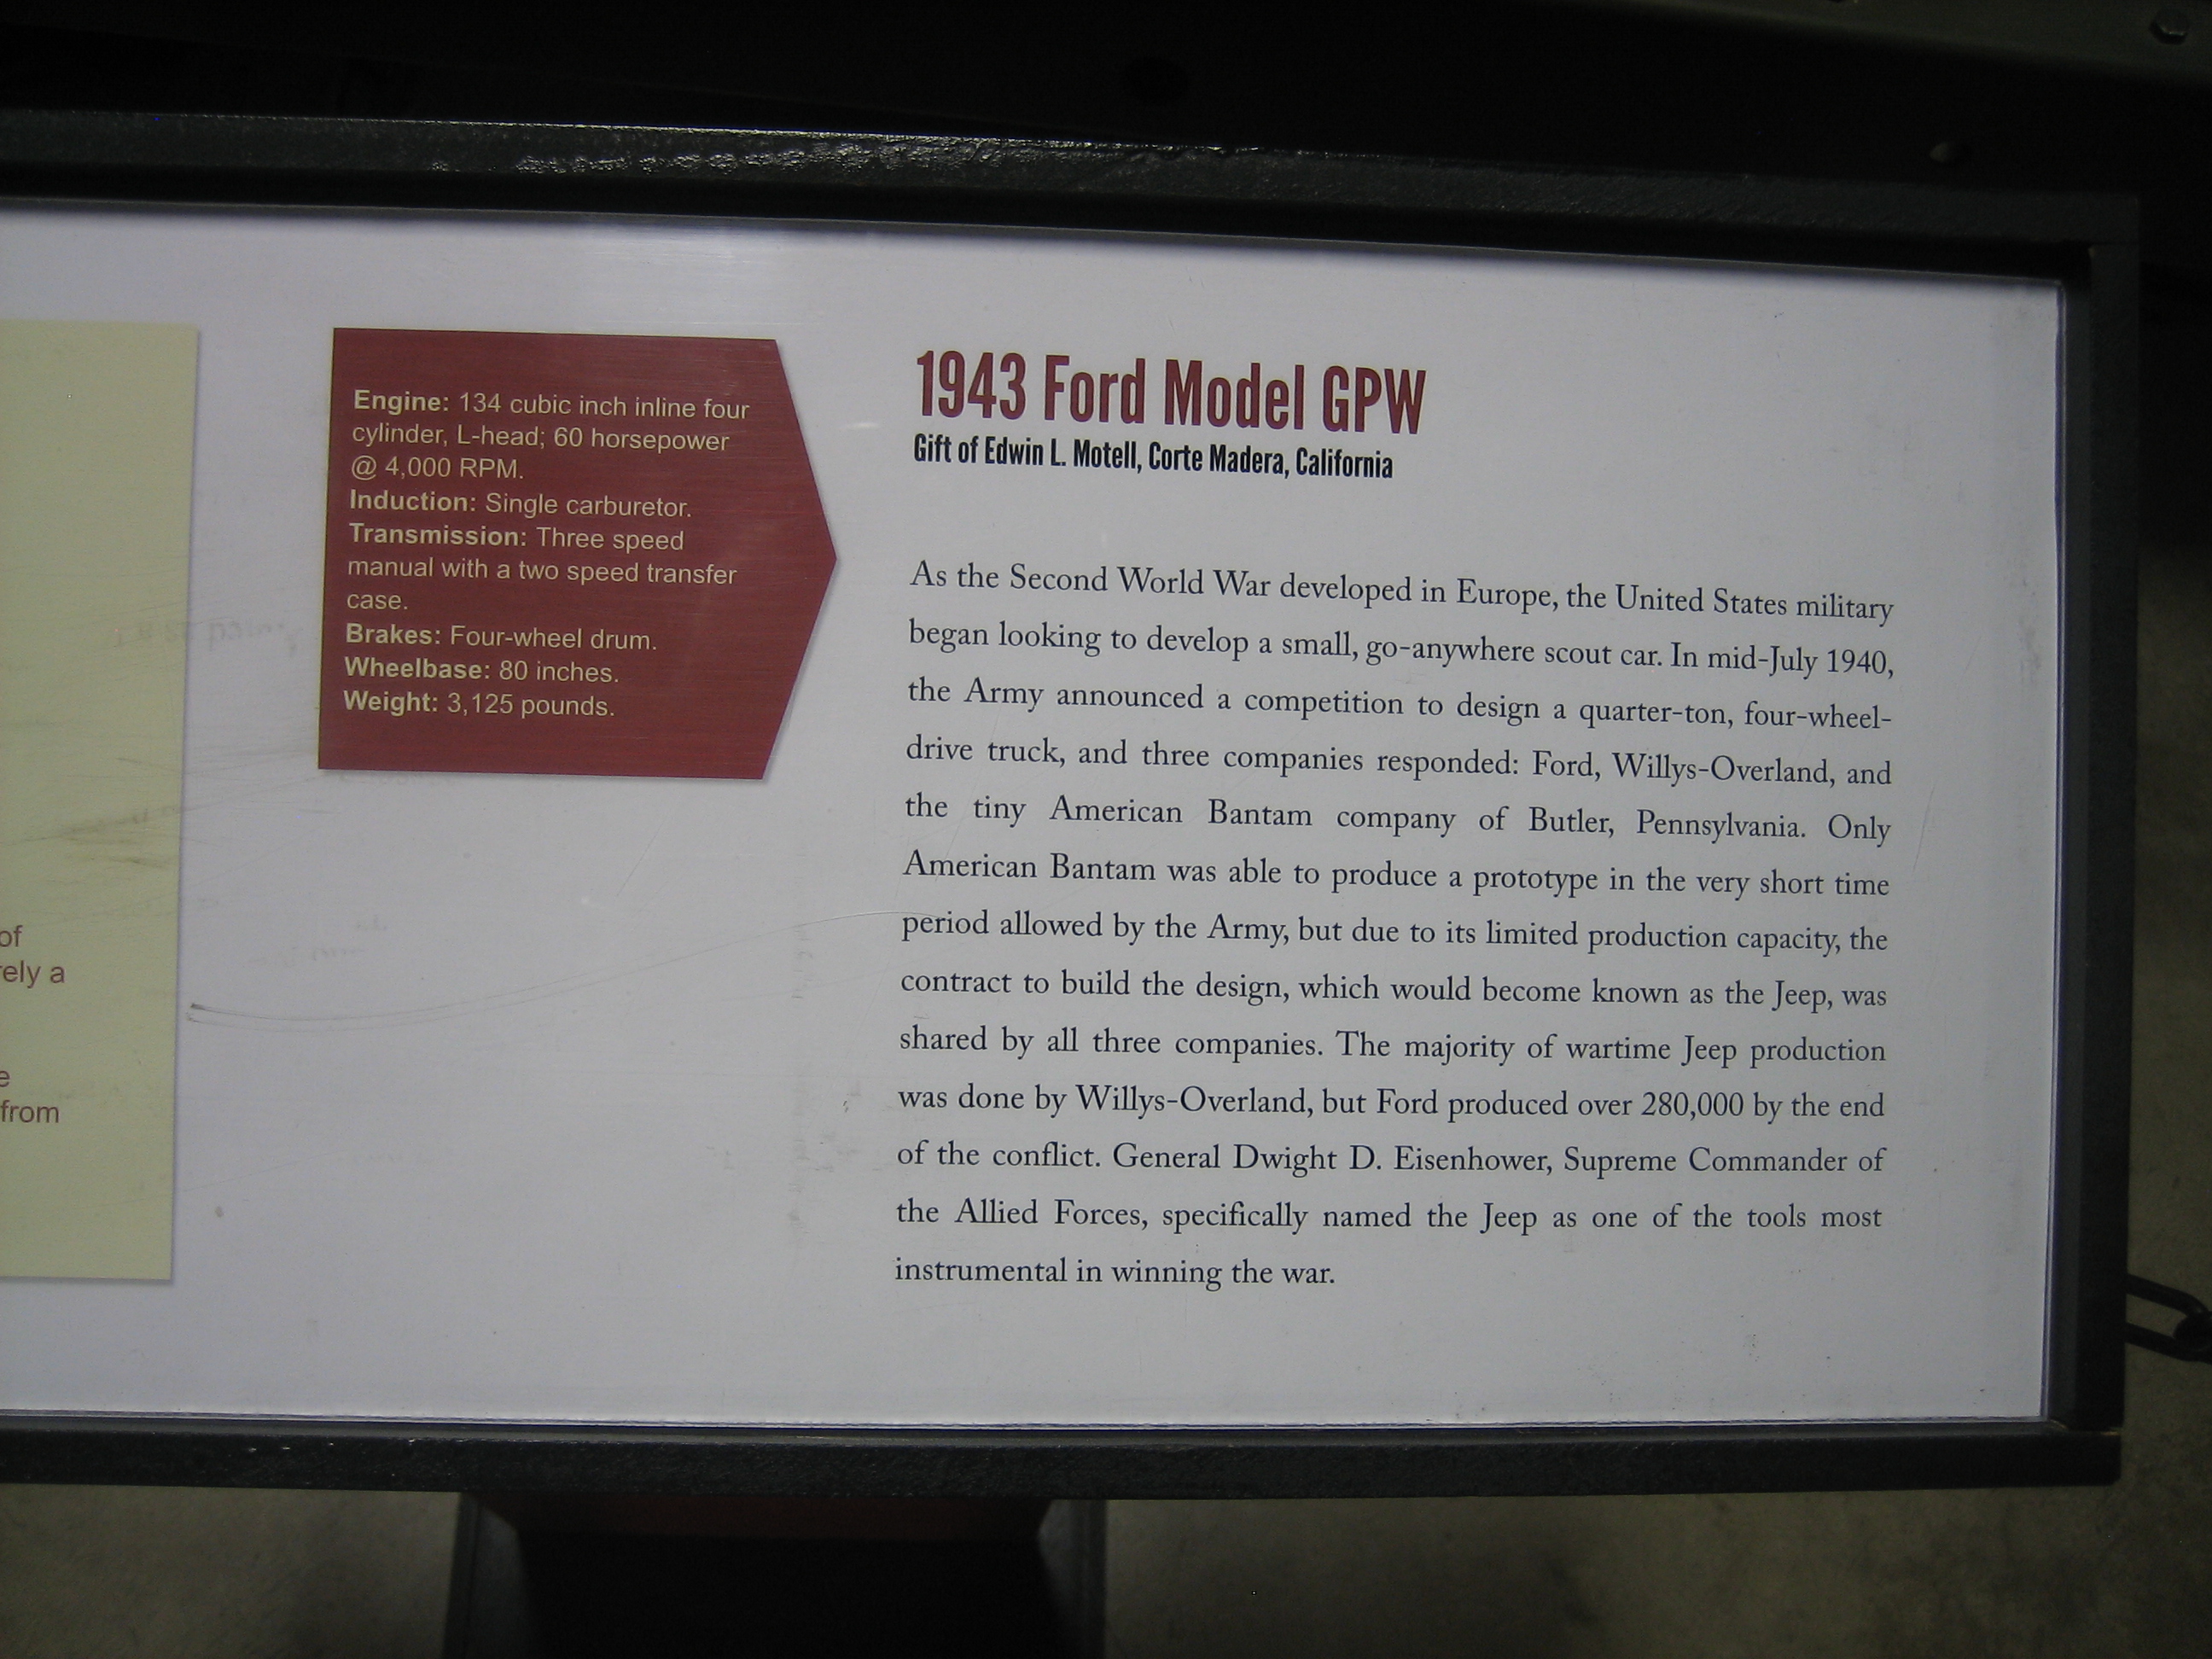 of
ely a
e
from
Engine: 134 cubic inch inline four
cylinder, L-head; 60 horsepower
@ 4,000 RPM.
Induction: Single carburetor.
Transmission: Three speed
manual with a two speed transfer
case.
Brakes: Four-wheel drum.
Wheelbase: 80 inches.
Weight: 3,125 pounds.
1943 Ford Model GPW
Gift of Edwin L. Motell, Corte Madera, California
As the Second World War developed in Europe, the United States military
began looking to develop a small, go-anywhere scout car. In mid-July 1940,
the Army announced a competition to design a quarter-ton, four-wheel-
drive truck, and three companies responded: Ford, Willys-Overland, and
the tiny American Bantam company of Butler, Pennsylvania. Only
American Bantam was able to produce a prototype in the very short time
period allowed by the Army, but due to its limited production capacity, the
contract to build the design, which would become known as the Jeep, was
shared by all three companies. The majority of wartime Jeep production
was done by Willys-Overland, but Ford produced over 280,000 by the end
of the conflict. General Dwight D. Eisenhower, Supreme Commander of
the Allied Forces, specifically named the Jeep as one of the tools most
instrumental in winning the war.